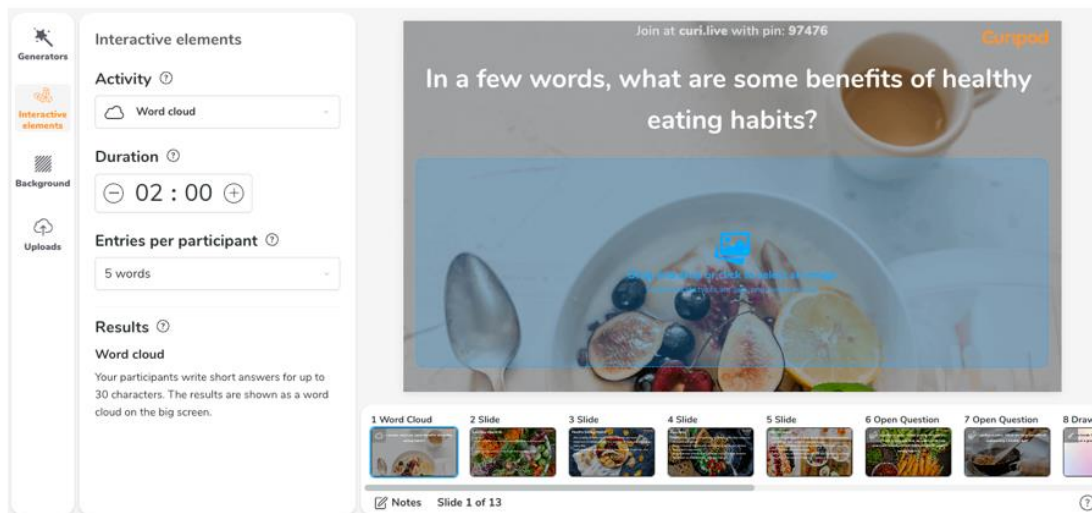 Generators
Interactive
elements
Background
Uploads
Interactive elements
Activity ?
Word cloud
Duration ?
02 : 00
Entries per participant ?
5 words
Results ?
Word cloud
Your participants write short answers for up to
30 characters. The results are shown as a word
cloud on the big screen.
Join at curi.live with pin: 97476
Curipod
In a few words, what are some benefits of healthy
eating habits?
1 Word Cloud
2 Slide
3 Slide
4 Slide
5 Slide
6 Open Question
7 Open Question
8 Draw
Notes
Slide 1 of 13
?